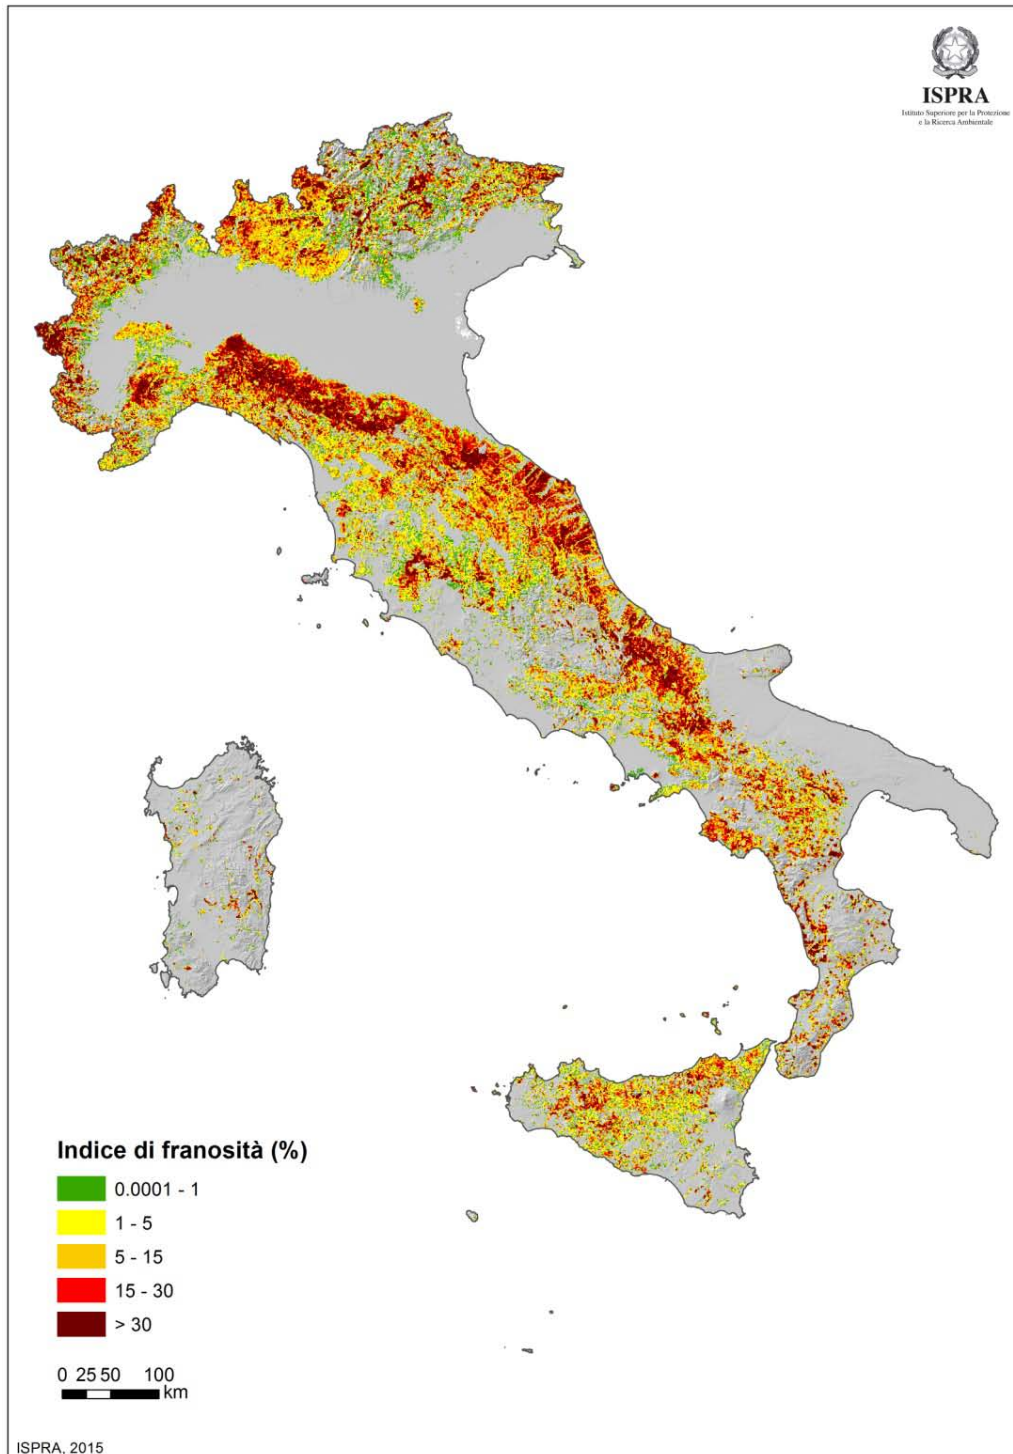 ISPRA
Istituto Superiore per la Protezione
e la Ricerca Ambientale
Indice di franosità (%)
0.0001 - 1
1 - 5
5 - 15
15 - 30
> 30
0 25 50 100
km
ISPRA, 2015